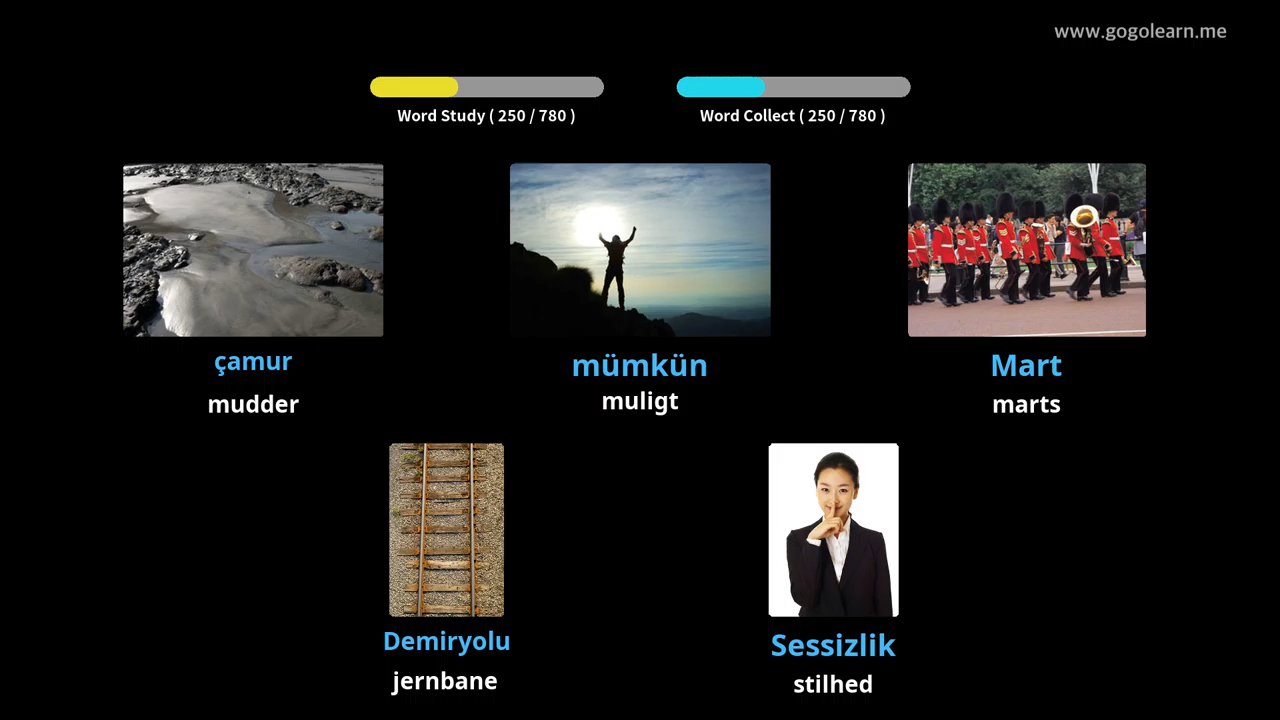 www.gogolearn.me
Word Study ( 250 / 780 )
Word Collect ( 250 / 780 )
çamur
mudder
mümkün
muligt
Mart
marts
Demiryolu
jernbane
Sessizlik
stilhed